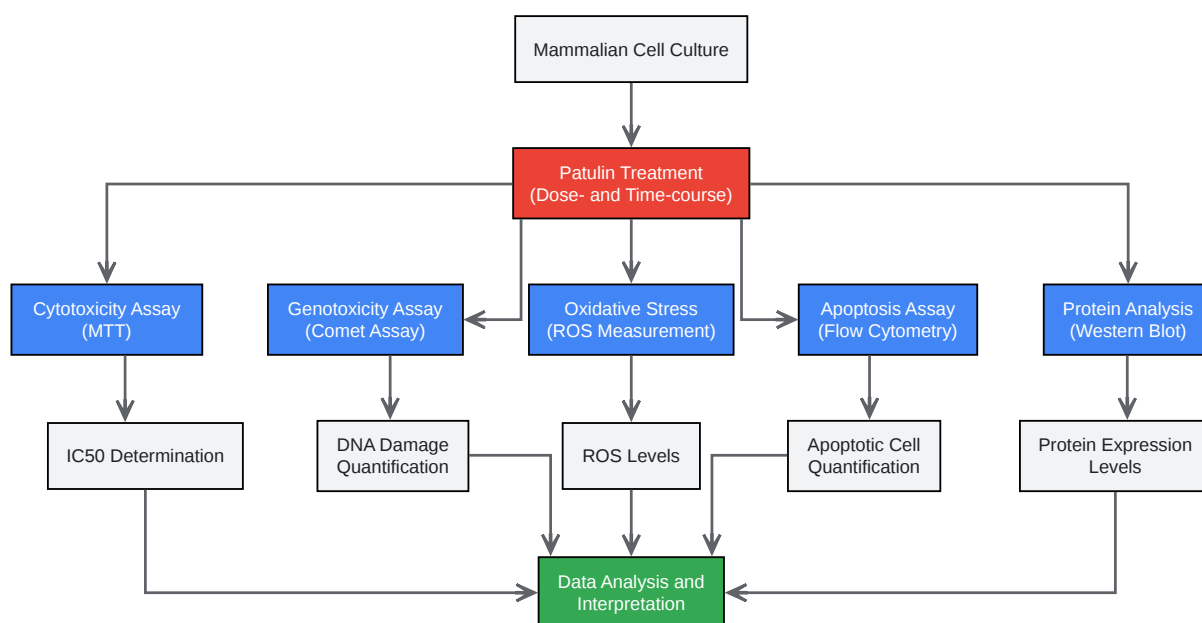 Mammalian Cell Culture
Patulin Treatment
(Dose- and Time-course)
Cytotoxicity Assay
(MTT)
Genotoxicity Assay
(Comet Assay)
Oxidative Stress
(ROS Measurement)
Apoptosis Assay
(Flow Cytometry)
Protein Analysis
(Western Blot)
IC50 Determination
DNA Damage
Quantification
ROS Levels
Apoptotic Cell
Quantification
Protein Expression
Levels
Data Analysis and
Interpretation